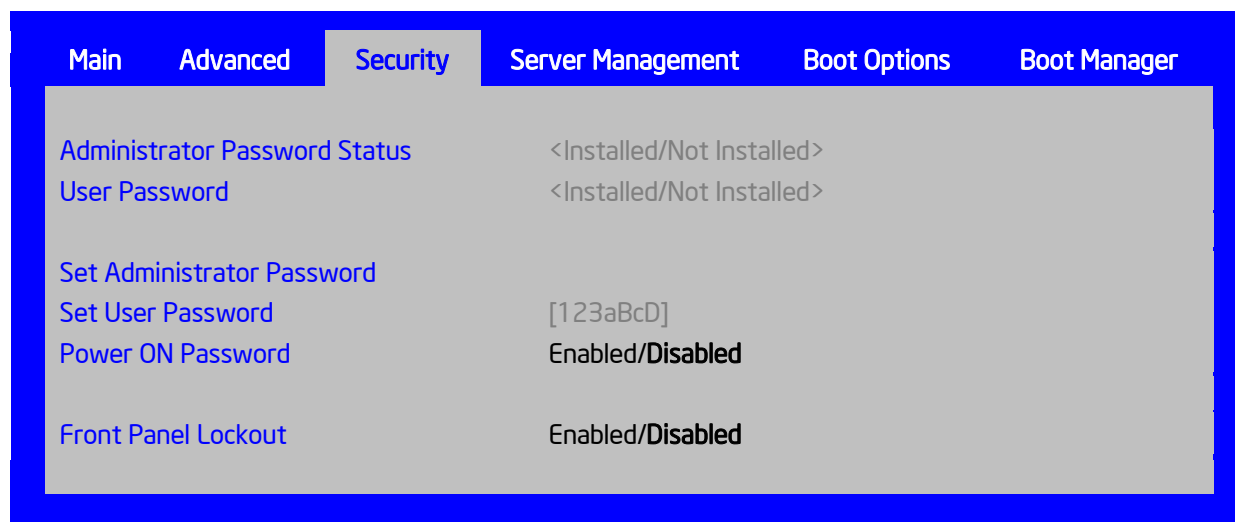 Main Advanced Security Server Management Boot Options Boot Manager
Administrator Password Status <Installed/Not Installed>
User Password <Installed/Not Installed>
Set Administrator Password
Set User Password [123aBcD]
Power ON Password Enabled/Disabled
Front Panel Lockout Enabled/Disabled